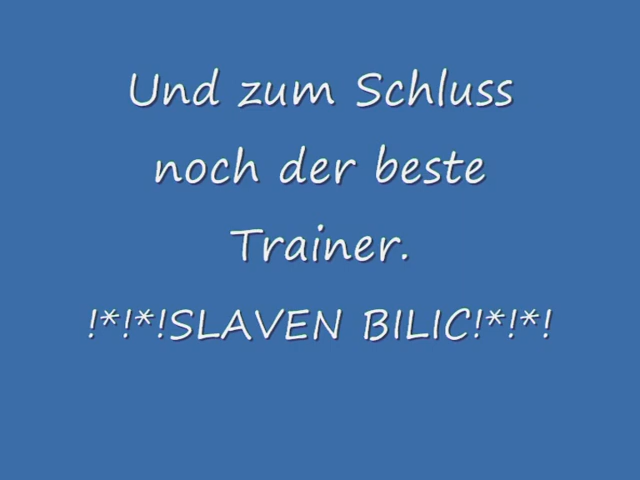 Und zum Schluss
noch der beste
Trainer.
!*!*!SLAVEN BILIC!*!*!